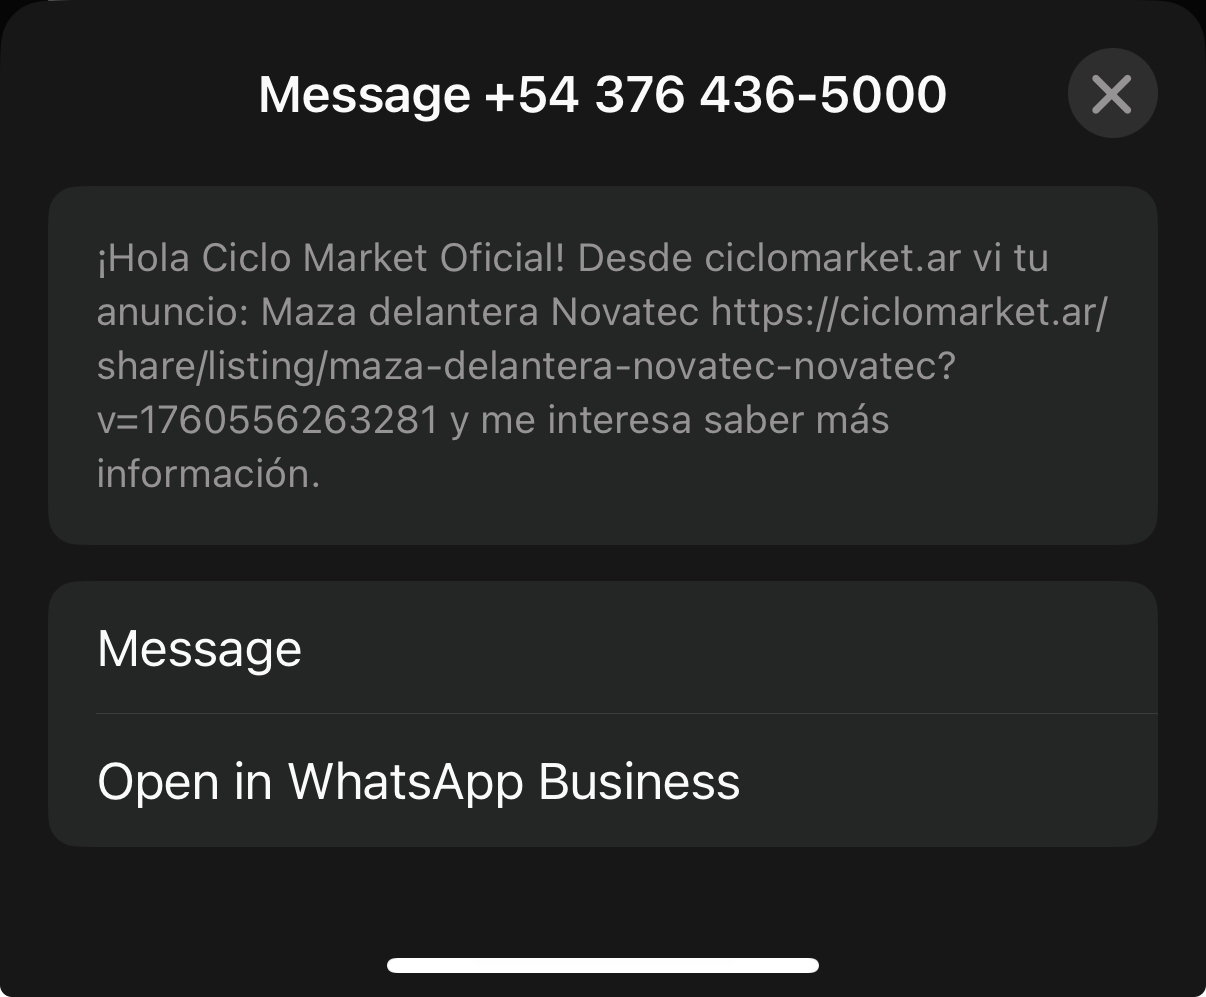 Message +54 376 436-5000
¡Hola Ciclo Market Oficial! Desde ciclomarket.ar vi tu
anuncio: Maza delantera Novatec https://ciclomarket.ar/
share/listing/maza-delantera-novatec-novatec?
v=1760556263281 y me interesa saber más
información.
Message
Open in WhatsApp Business